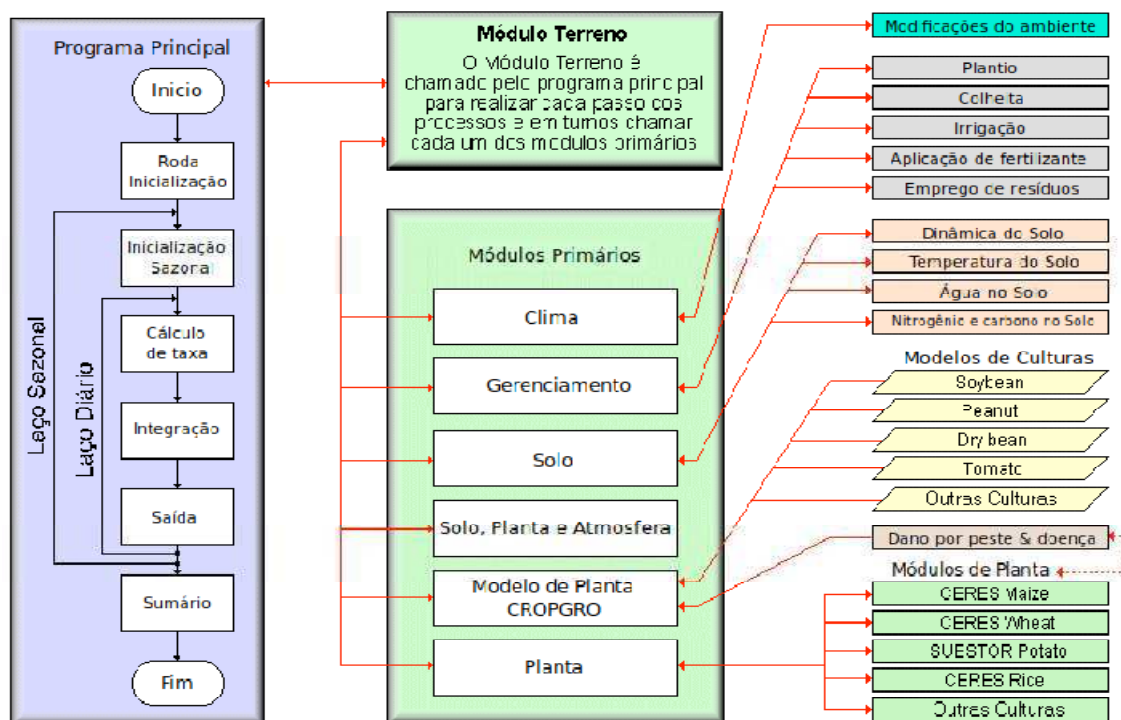 Programa Principal
Inicio
Roda
Inicialização
Inicialização
Sazonal
Cálculo
de taxa
Integração
Saída
Sumário
Fim
Laço Sazonal
Laço Diário
Módulo Terreno
O Módulo Terreno é
chamado pelo programa principal
para realizar caca passo cos
processos e em turnos chamar
cada um dos modulos primários
Módulos Primários
Clima
Gerenciamento
Solo
Solo, Planta e Atmosfera
Modelo de Planta
CROPGRO
Planta
Modificações do ambiente
Plantio
Colheita
Irrigação
Aplicação de fertilizante
Emprego de resíduos
Dinâmica do Solo
Temperatura do Solo
Água no Solo
Nitrogênio e carbono no Solo
Modelos de Culturas
Soybean
Peanut
Dry bean
Tomato
Outras Culturas
Dano por peste & doença
Módulos de Planta
CERES Maize
CERES Wheat
SUESTOR Potato
CERES Rice
Outras Culturas